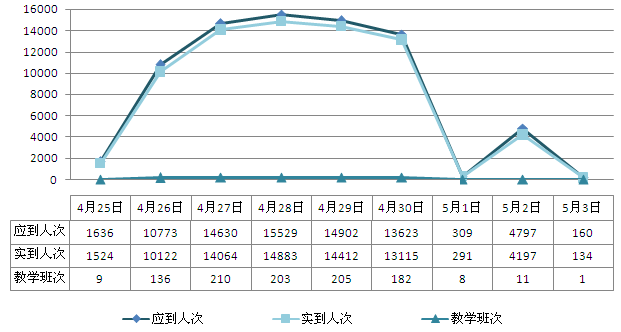 16000
14000
12000
10000
8000
6000
4000
2000
0
4月25日 4月26日 4月27日 4月28日 4月29日 4月30日 5月1日 5月2日 5月3日
应到人次 1636 10773 14630 15529 14902 13623 309 4797 160
实到人次 1524 10122 14064 14883 14412 13115 291 4197 134
教学班次 9 136 210 203 205 182 8 11 1
应到人次 实到人次 教学班次